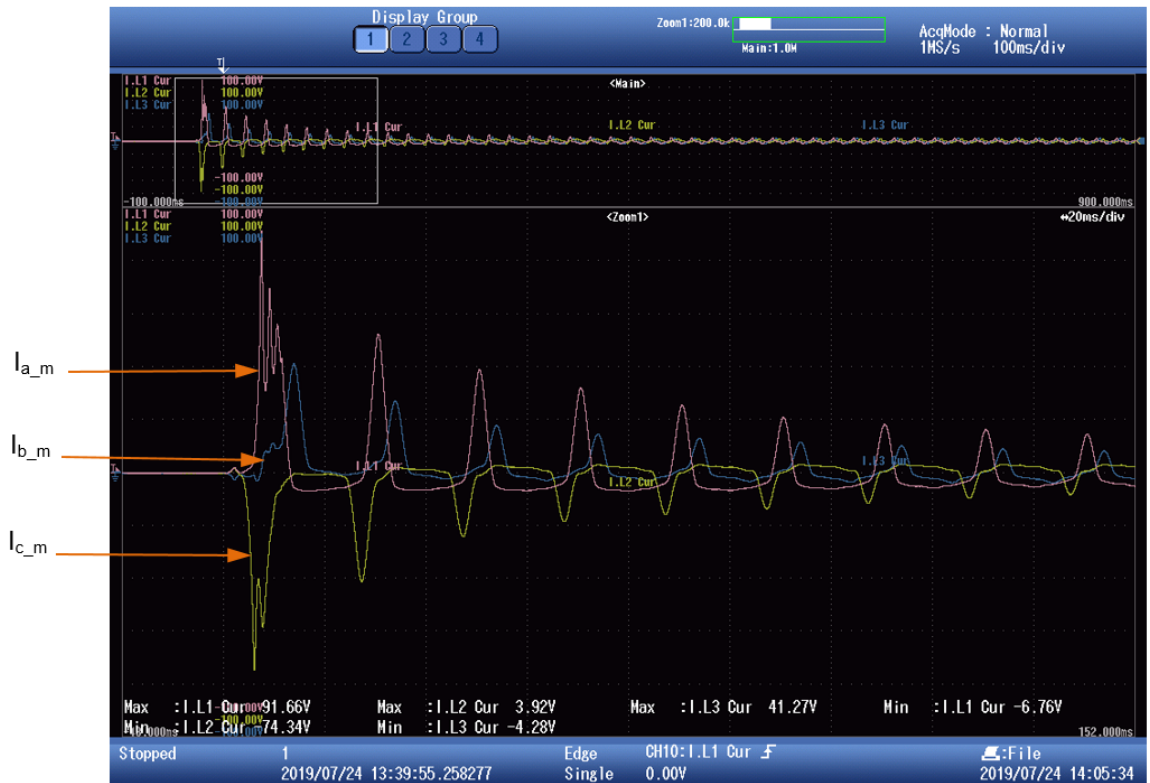 Display Group
1 2 3 4
Zoom1:200.0k
Main:1.0M
AcqMode : Normal
1MS/s 100ms/div
I.L1 Cur 100.00V
I.L2 Cur 100.00V
I.L3 Cur 100.00V
<Main>
I.L1 Cur
I.L2 Cur
I.L3 Cur
-100.00V
-100.00V
-100.00V
-100.000ms
900.000ms
I.L1 Cur 100.00V
I.L2 Cur 100.00V
I.L3 Cur 100.00V
<Zoom1>
↔20ms/div
Ia_m
Ib_m
Ic_m
I.L1 Cur
I.L2 Cur
I.L3 Cur
Max :I.L1 Cur 91.66V Max :I.L2 Cur 3.92V Max :I.L3 Cur 41.27V Min :I.L1 Cur -6.76V
Min :I.L2 Cur -74.34V Min :I.L3 Cur -4.28V
152.000ms
Stopped 1 Edge CH10:I.L1 Cur :File
2019/07/24 13:39:55.258277 Single 0.00V 2019/07/24 14:05:34